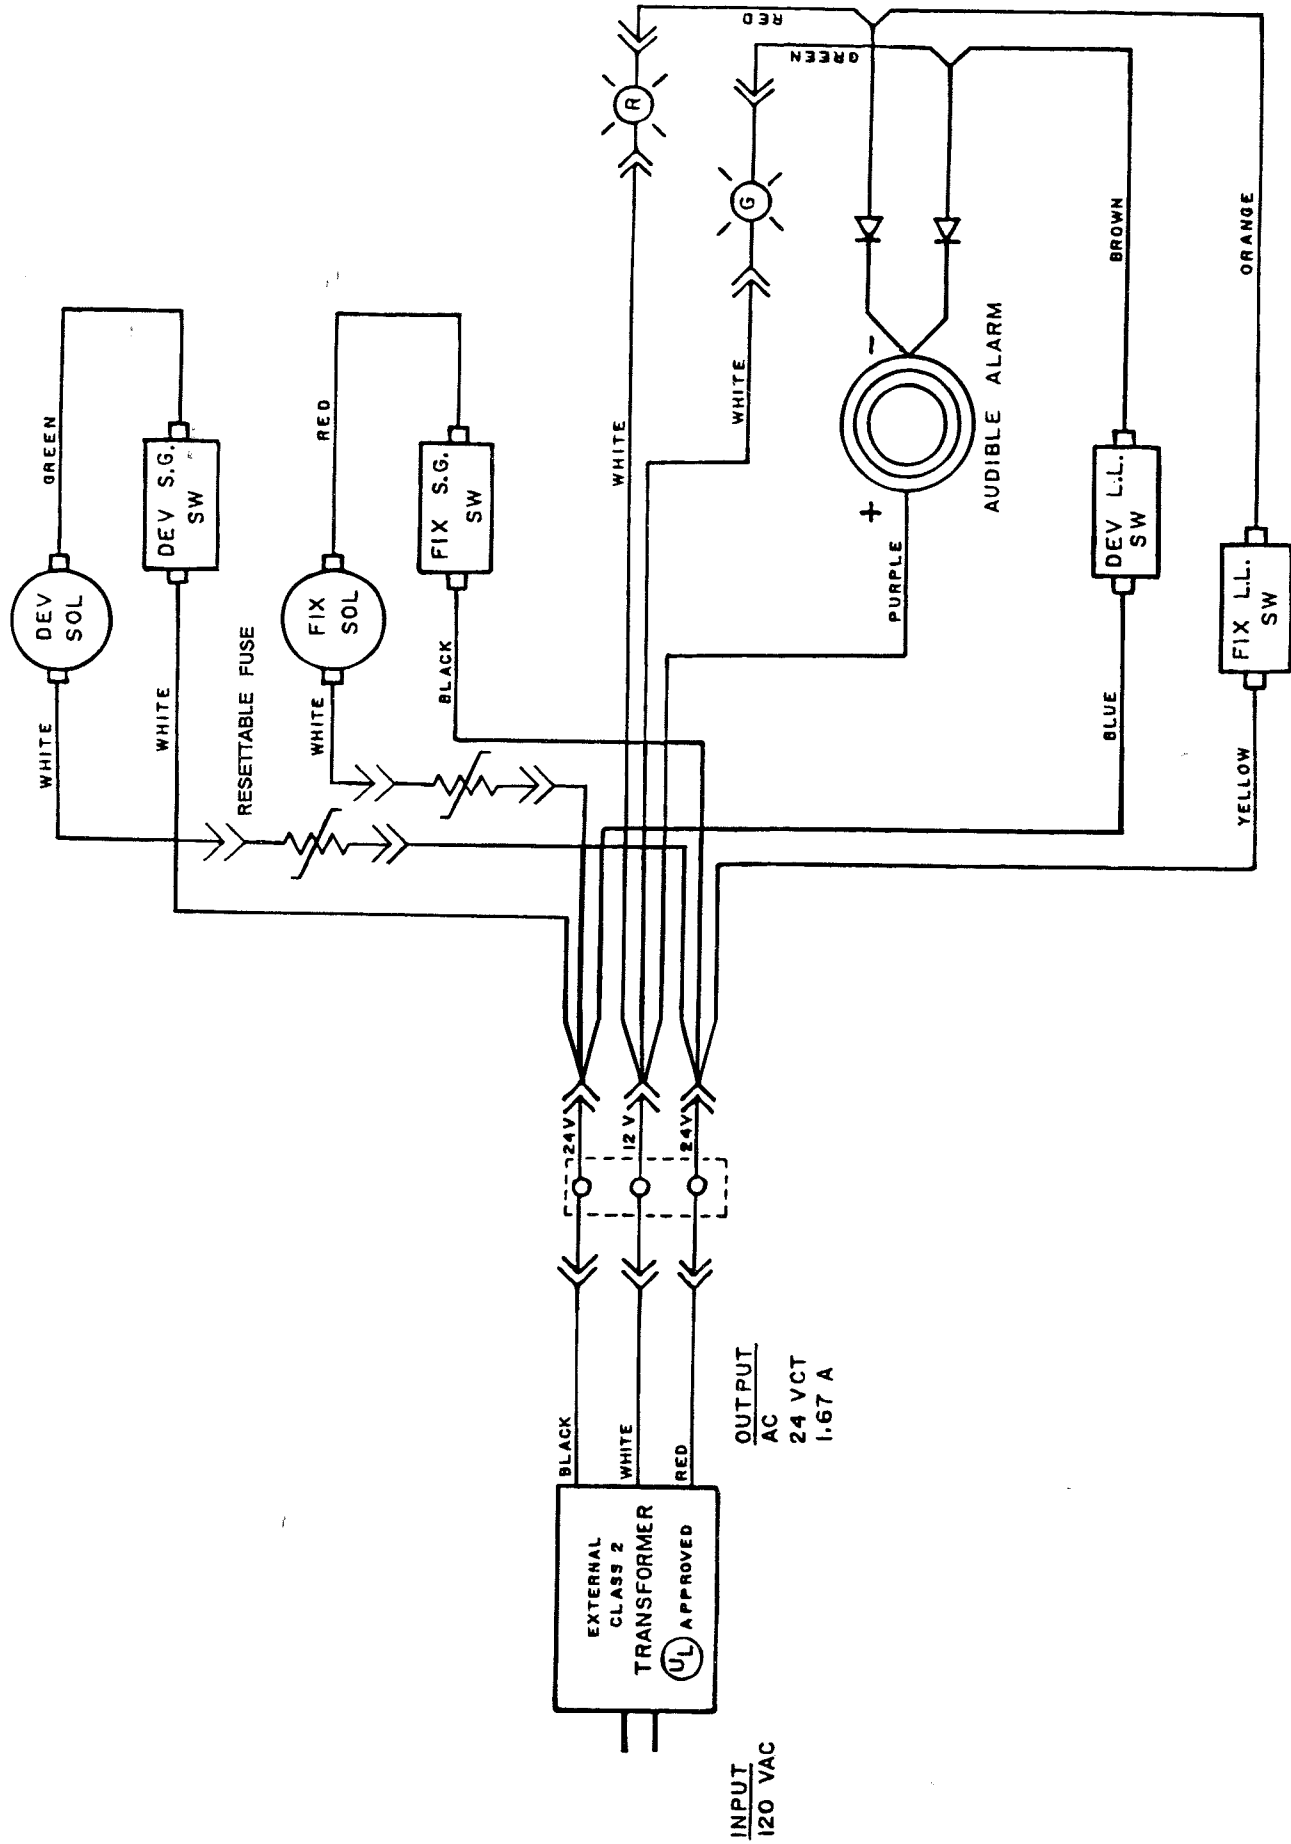 INPUT
120 VAC
EXTERNAL
CLASS 2
TRANSFORMER
UL APPROVED
OUTPUT
AC
24 VCT
1.67 A
BLACK
WHITE
RED
24V
12 V
24V
WHITE
DEV
SOL
GREEN
WHITE
DEV S.G.
SW
RESETTABLE FUSE
WHITE
FIX
SOL
RED
BLACK
FIX S.G.
SW
WHITE
R
RED
WHITE
G
GREEN
PURPLE
+
-
AUDIBLE ALARM
BLUE
DEV L.L.
SW
BROWN
YELLOW
FIX L.L.
SW
ORANGE